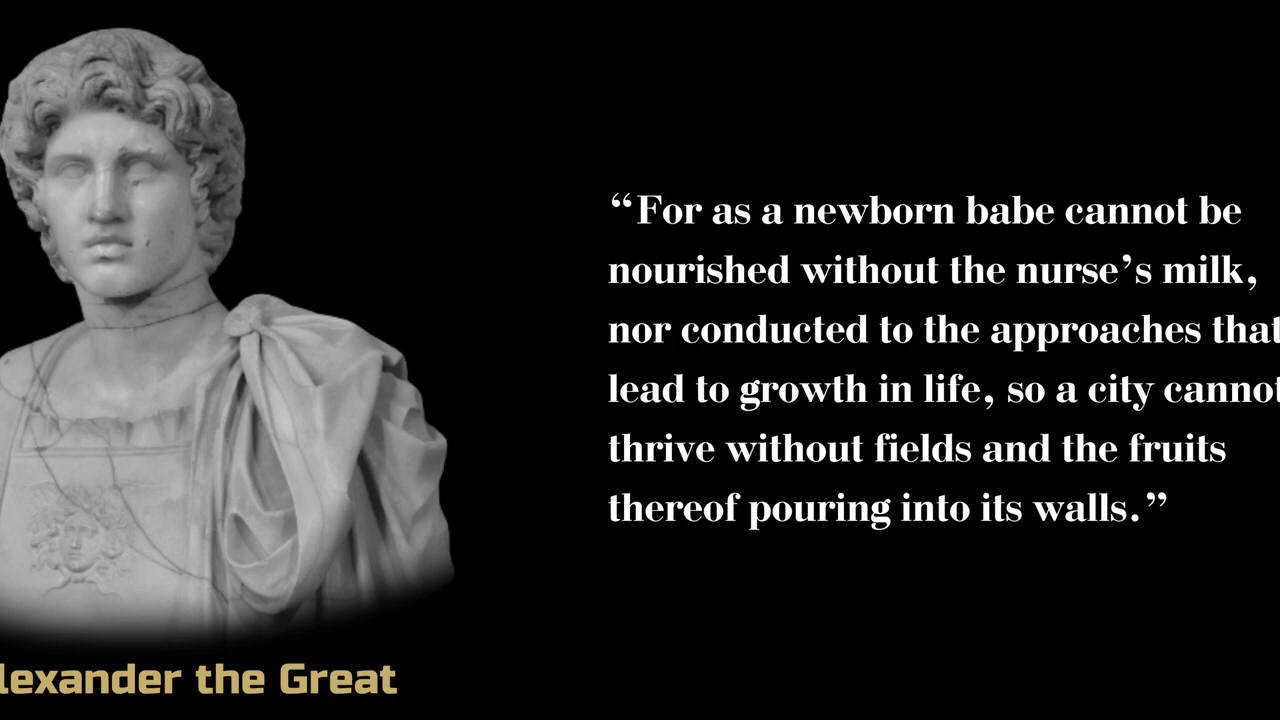 “For as a newborn babe cannot be
nourished without the nurse’s milk,
nor conducted to the approaches that
lead to growth in life, so a city cannot
thrive without fields and the fruits
thereof pouring into its walls.”
lexander the Great